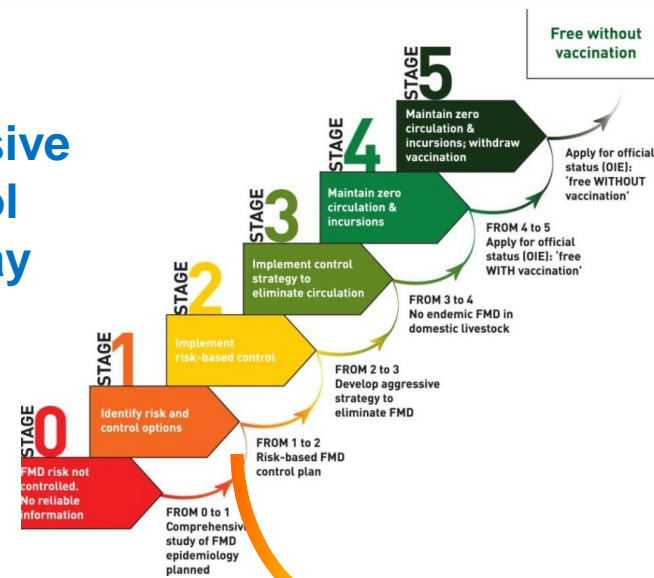 sive
ol
ay
Free without
vaccination
STAGE
5
Maintain zero
circulation &
incursions; withdraw
vaccination
Apply for official
status (OIE):
'free WITHOUT
vaccination'
STAGE
4
Maintain zero
circulation &
incursions
FROM 4 to 5
Apply for official
status (OIE): 'free
WITH vaccination'
STAGE
3
Implement control
strategy to
eliminate circulation
FROM 3 to 4
No endemic FMD in
domestic livestock
STAGE
2
Implement
risk-based control
FROM 2 to 3
Develop aggressive
strategy to
eliminate FMD
STAGE
1
Identify risk and
control options
FROM 1 to 2
Risk-based FMD
control plan
STAGE
0
FMD risk not
controlled.
No reliable
information
FROM 0 to 1
Comprehensive
study of FMD
epidemiology
planned